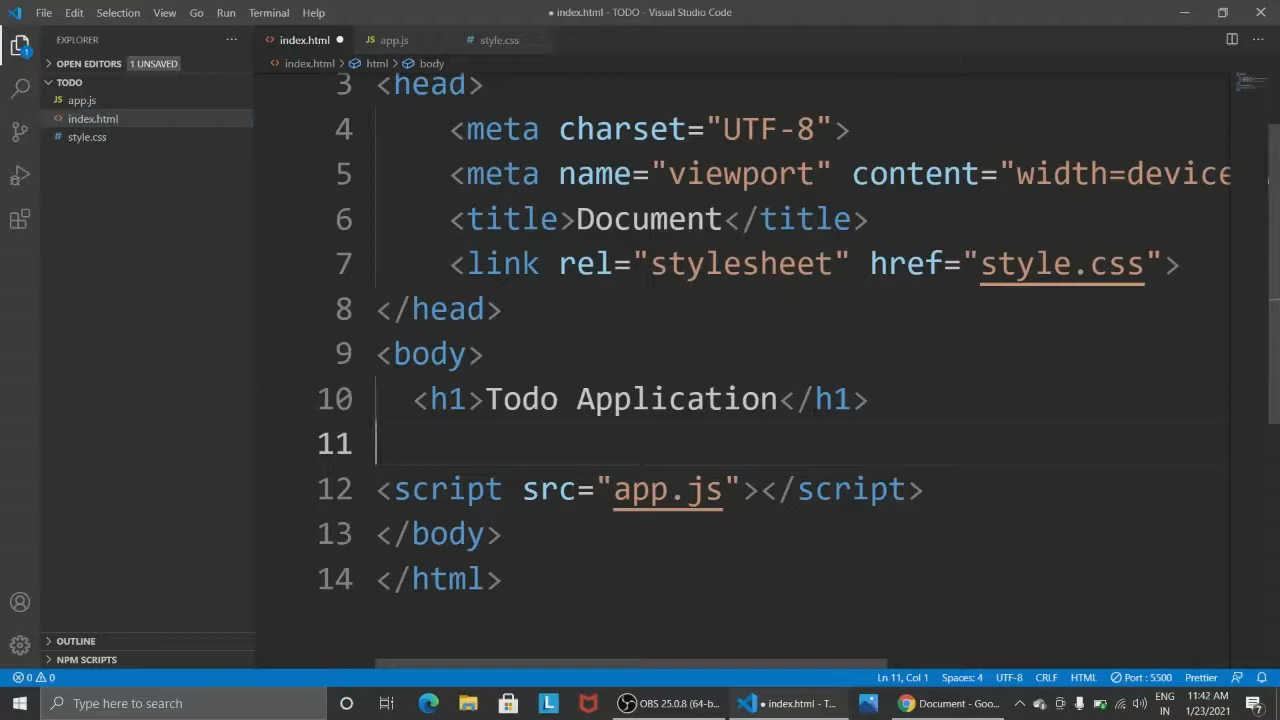 File Edit Selection View Go Run Terminal Help
● index.html - TODO - Visual Studio Code
EXPLORER ...
OPEN EDITORS 1 UNSAVED
TODO
JS app.js
<> index.html
# style.css
OUTLINE
NPM SCRIPTS
<> index.html ● JS app.js # style.css
<> index.html > html > body
3 <head>
4 <meta charset="UTF-8">
5 <meta name="viewport" content="width=device
6 <title>Document</title>
7 <link rel="stylesheet" href="style.css">
8 </head>
9 <body>
10 <h1>Todo Application</h1>
11
12 <script src="app.js"></script>
13 </body>
14 </html>
0 0 Ln 11, Col 1 Spaces: 4 UTF-8 CRLF HTML Port : 5500 Prettier
Type here to search
L
OBS 25.0.8 (64-b...
● index.html - T...
Document - Goo...
ENG
IN
11:42 AM
1/23/2021
7
1